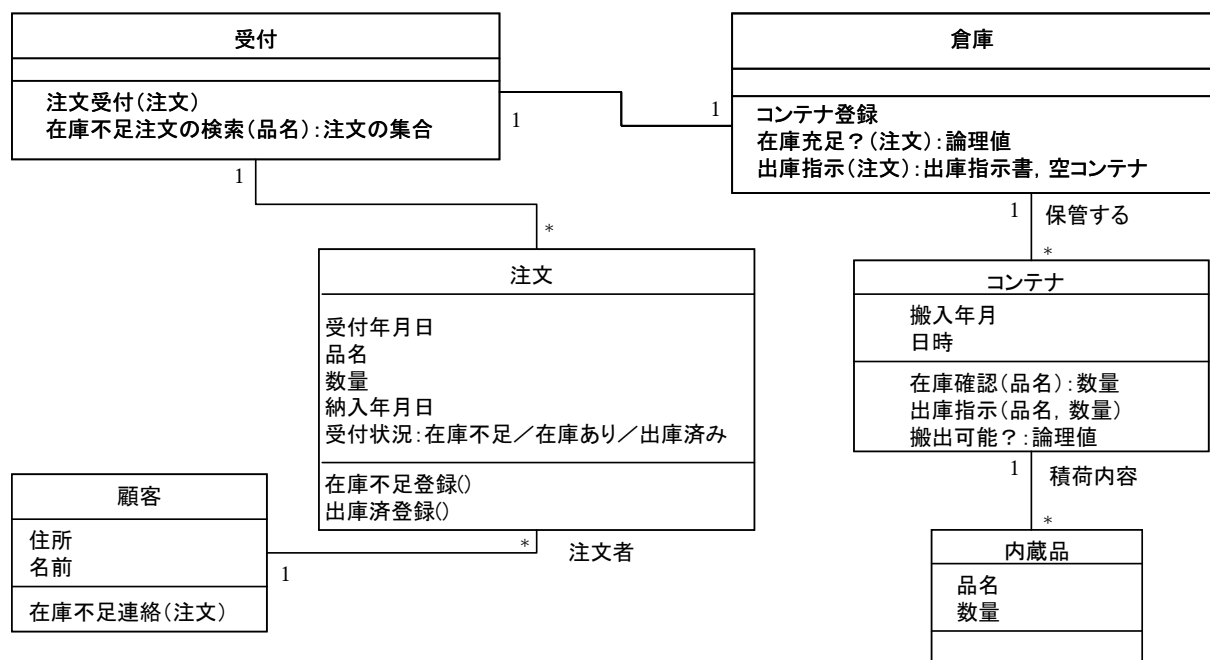 受付
注文受付(注文)
在庫不足注文の検索(品名):注文の集合
1
1
倉庫
コンテナ登録
在庫充足?(注文):論理値
出庫指示(注文):出庫指示書, 空コンテナ
1
*
1
保管する
*
注文
受付年月日
品名
数量
納入年月日
受付状況:在庫不足/在庫あり/出庫済み
在庫不足登録()
出庫済登録()
コンテナ
搬入年月
日時
在庫確認(品名):数量
出庫指示(品名, 数量)
搬出可能?:論理値
1
積荷内容
*
顧客
住所
名前
在庫不足連絡(注文)
1
*
注文者
内蔵品
品名
数量